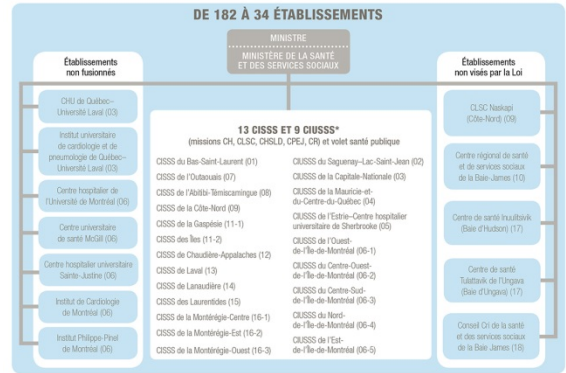 DE 182 À 34 ÉTABLISSEMENTS
MINISTRE
MINISTÈRE DE LA SANTÉ
ET DES SERVICES SOCIAUX
Établissements
non fusionnés
CHU de Québec–
Université Laval (03)
Institut universitaire
de cardiologie et de
pneumologie de Québec–
Université Laval (03)
Centre hospitalier de
l'Université de Montréal (06)
Centre universitaire
de santé McGill (06)
Centre hospitalier universitaire
Sainte-Justine (06)
Institut de Cardiologie
de Montréal (06)
Institut Philippe-Pinel
de Montréal (06)
13 CISSS ET 9 CIUSSS*
(missions CH, CLSC, CHSLD, CPEJ, CR) et volet santé publique
CISSS du Bas-Saint-Laurent (01)
CISSS de l'Outaouais (07)
CISSS de l'Abitibi-Témiscamingue (08)
CISSS de la Côte-Nord (09)
CISSS de la Gaspésie (11-1)
CISSS des Îles (11-2)
CISSS de Chaudière-Appalaches (12)
CISSS de Laval (13)
CISSS de Lanaudière (14)
CISSS des Laurentides (15)
CISSS de la Montérégie-Centre (16-1)
CISSS de la Montérégie-Est (16-2)
CISSS de la Montérégie-Ouest (16-3)
CIUSSS du Saguenay–Lac-Saint-Jean (02)
CIUSSS de la Capitale-Nationale (03)
CIUSSS de la Mauricie-et-
du-Centre-du-Québec (04)
CIUSSS de l'Estrie–Centre hospitalier
universitaire de Sherbrooke (05)
CIUSSS de l'Ouest-
de-l'Île-de-Montréal (06-1)
CIUSSS du Centre-Ouest-
de-l'Île-de-Montréal (06-2)
CIUSSS du Centre-Sud-
de-l'Île-de-Montréal (06-3)
CIUSSS du Nord-
de-l'Île-de-Montréal (06-4)
CIUSSS de l'Est-
de-l'Île-de-Montréal (06-5)
Établissements
non visés par la Loi
CLSC Naskapi
(Côte-Nord) (09)
Centre régional de santé
et de services sociaux
de la Baie-James (10)
Centre de santé Inuulitsivik
(Baie d'Hudson) (17)
Centre de santé
Tulattavik de l'Ungava
(Baie d'Ungava) (17)
Conseil Cri de la santé
et des services sociaux
de la Baie James (18)